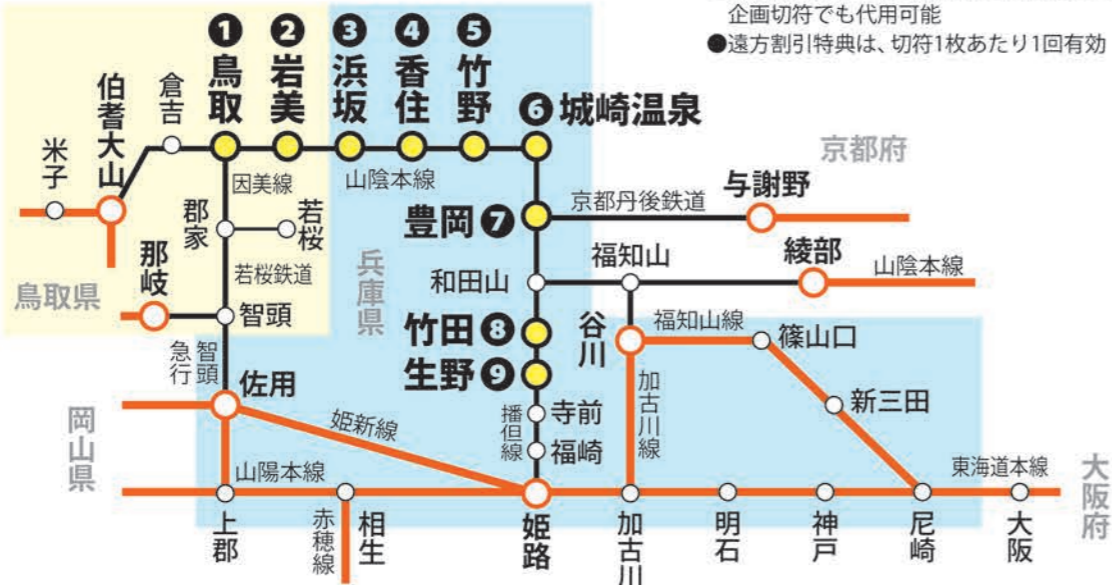 企画切符でも代用可能
●遠方割引特典は、切符1枚あたり1回有効
❶鳥取
❷岩美
❸浜坂
❹香住
❺竹野
❻城崎温泉
伯耆大山
倉吉
米子
因美線
山陰本線
京都府
与謝野
京都丹後鉄道
豊岡❼
郡家
若桜
那岐
若桜鉄道
兵庫県
和田山
福知山
綾部
山陰本線
鳥取県
智頭
竹田❽
谷川
福知山線
篠山口
智頭
急行
佐用
生野❾
加古川線
新三田
岡山県
姫新線
播但線
寺前
福崎
山陽本線
東海道本線
大阪府
上郡
赤穂線
相生
姫路
加古川
明石
神戸
尼崎
大阪